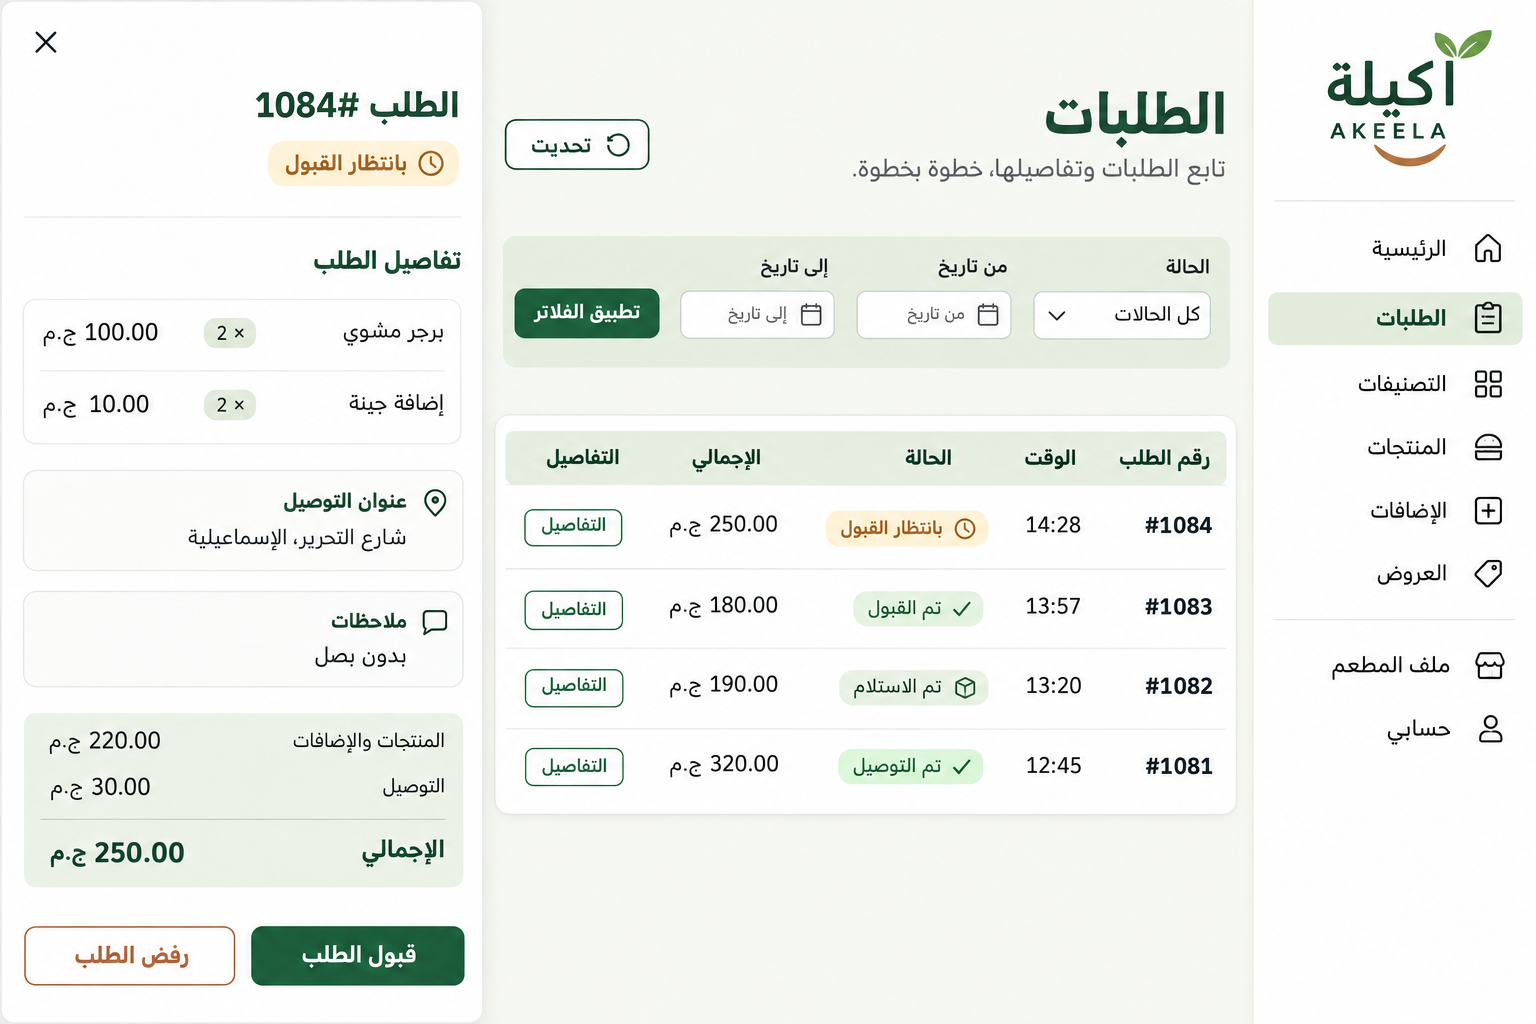 أكيلة
AKEELA
الرئيسية
الطلبات
التصنيفات
المنتجات
الإضافات
العروض
ملف المطعم
حسابي
الطلبات
تابع الطلبات وتفاصيلها، خطوة بخطوة.
تحديت
الحالة
كل الحالات
من تاريخ
من تاريخ
إلى تاريخ
إلى تاريخ
تطبيق الفلاتر
رقم الطلب الوقت الحالة الإجمالي التفاصيل
#1084 14:28 بانتظار القبول 250.00 ج.م التفاصيل
#1083 13:57 تم القبول 180.00 ج.م التفاصيل
#1082 13:20 تم الاستلام 190.00 ج.م التفاصيل
#1081 12:45 تم التوصيل 320.00 ج.م التفاصيل
الطلب #1084
بانتظار القبول
تفاصيل الطلب
برجر مشوي × 2 100.00 ج.م
إضافة جينة × 2 10.00 ج.م
عنوان التوصيل
شارع التحرير، الإسماعيلية
ملاحظات
بدون بصل
المنتجات والإضافات 220.00 ج.م
التوصيل 30.00 ج.م
الإجمالي 250.00 ج.م
قبول الطلب
رفض الطلب